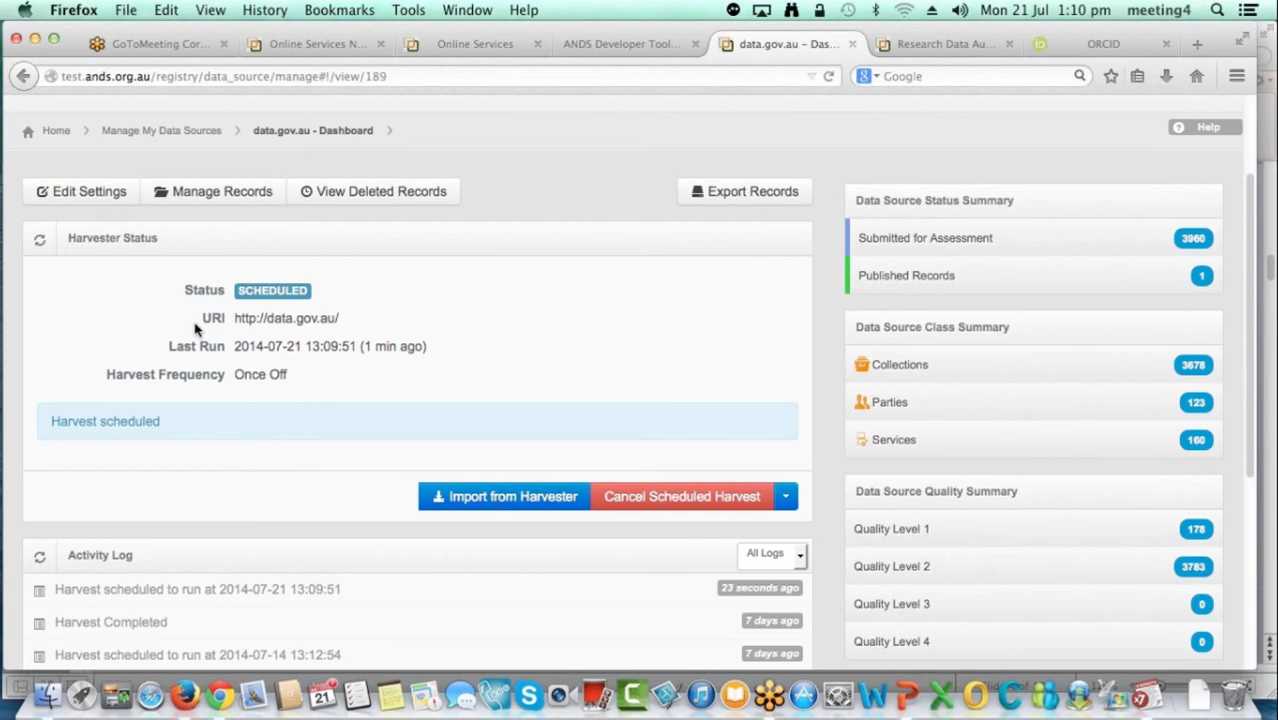 Firefox File Edit View History Bookmarks Tools Window Help Mon 21 Jul 1:10 pm meeting4
GoToMeeting Cor... Online Services N... Online Services ANDS Developer Tool... data.gov.au - Das... Research Data Au... ORCID
test.ands.org.au/registry/data_source/manage#!/view/189 Google
Home Manage My Data Sources data.gov.au - Dashboard Help
Edit Settings Manage Records View Deleted Records Export Records
Harvester Status
Status SCHEDULED
URI http://data.gov.au/
Last Run 2014-07-21 13:09:51 (1 min ago)
Harvest Frequency Once Off
Harvest scheduled
Import from Harvester Cancel Scheduled Harvest
Activity Log All Logs
Harvest scheduled to run at 2014-07-21 13:09:51 23 seconds ago
Harvest Completed 7 days ago
Harvest scheduled to run at 2014-07-14 13:12:54 7 days ago
Data Source Status Summary
Submitted for Assessment 3960
Published Records 1
Data Source Class Summary
Collections 3678
Parties 123
Services 160
Data Source Quality Summary
Quality Level 1 178
Quality Level 2 3783
Quality Level 3 0
Quality Level 4 0
21